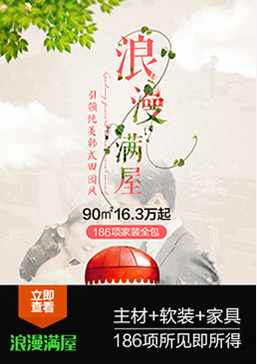 浪漫满屋
引领纯美韩式田园风
90㎡16.3万起
186项家装全包
立即
查看
浪漫满屋
主材+软装+家具
186项所见即所得